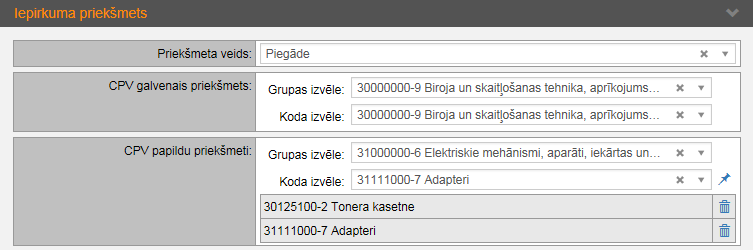 Iepirkuma priekšmets
Priekšmeta veids: Piegāde
CPV galvenais priekšmets: Grupas izvēle: 30000000-9 Biroja un skaitļošanas tehnika, aprīkojums...
Koda izvēle: 30000000-9 Biroja un skaitļošanas tehnika, aprīkojums...
CPV papildu priekšmeti: Grupas izvēle: 31000000-6 Elektriskie mehānismi, aparāti, iekārtas un...
Koda izvēle: 31111000-7 Adapteri
30125100-2 Tonera kasetne
31111000-7 Adapteri